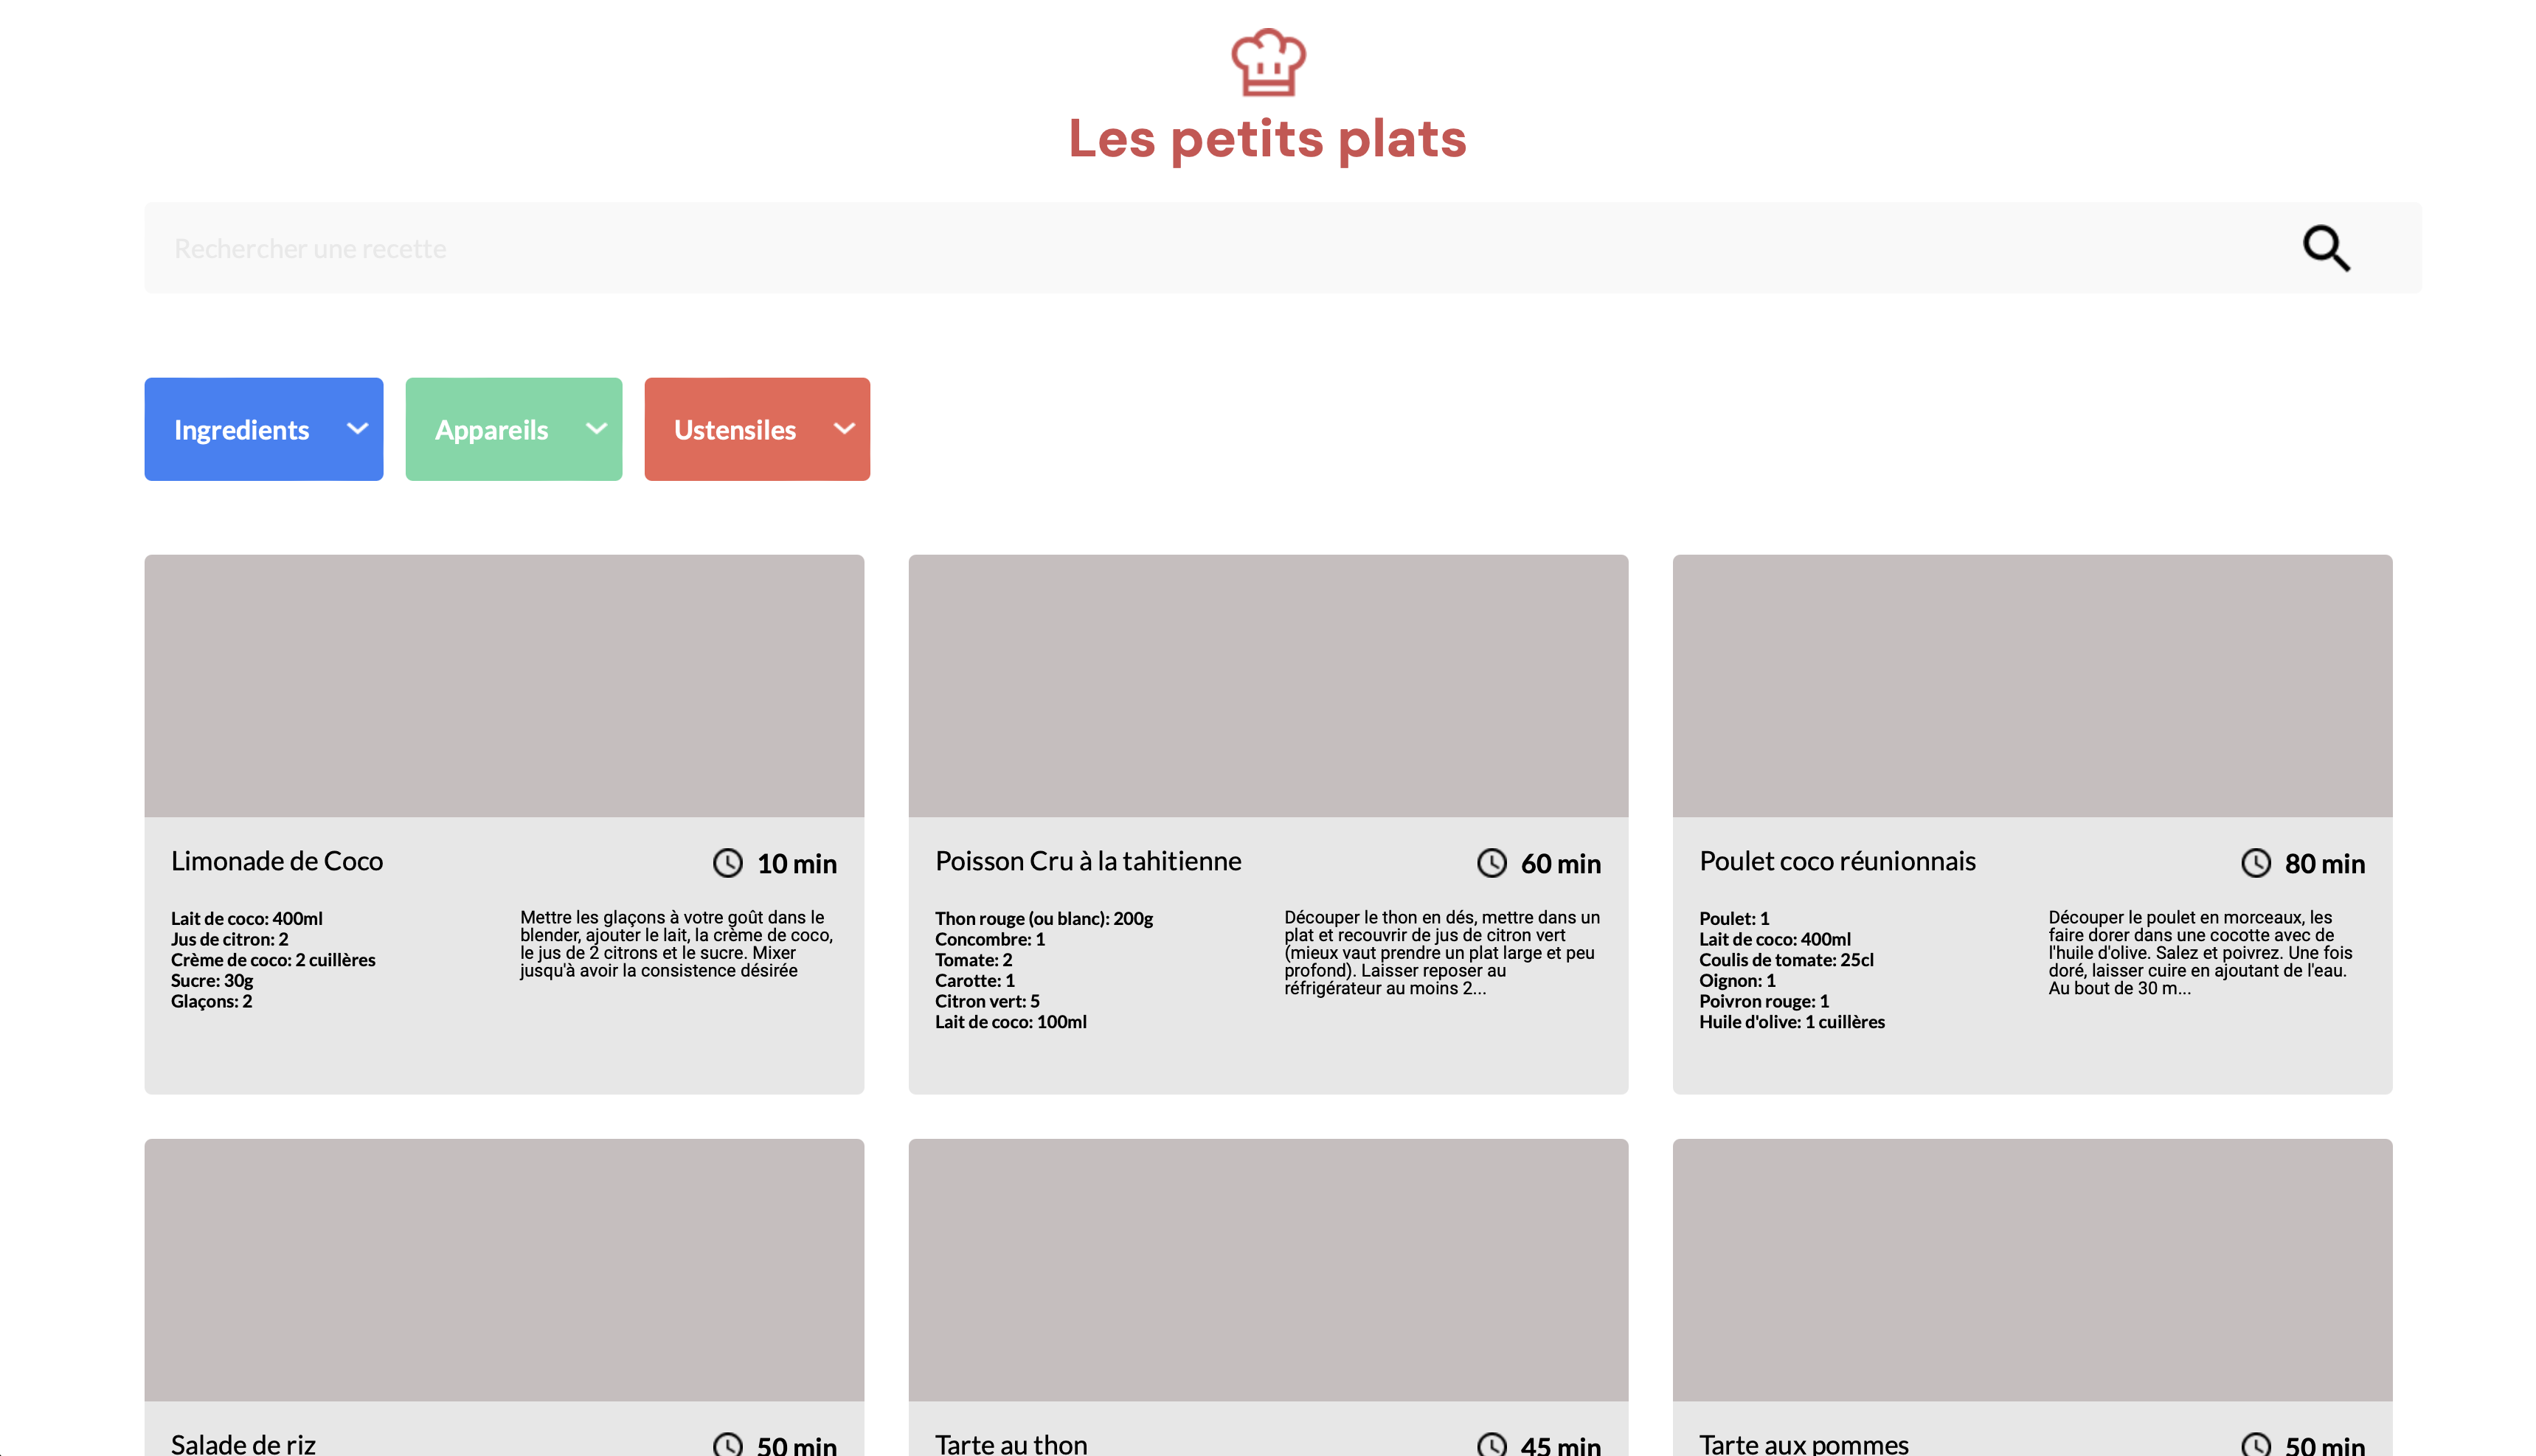 Les petits plats
Rechercher une recette
Ingredients
Appareils
Ustensiles
Limonade de Coco
10 min
Lait de coco: 400ml
Jus de citron: 2
Crème de coco: 2 cuillères
Sucre: 30g
Glaçons: 2
Mettre les glaçons à votre goût dans le
blender, ajouter le lait, la crème de coco,
le jus de 2 citrons et le sucre. Mixer
jusqu'à avoir la consistence désirée
Poisson Cru à la tahitienne
60 min
Thon rouge (ou blanc): 200g
Concombre: 1
Tomate: 2
Carotte: 1
Citron vert: 5
Lait de coco: 100ml
Découper le thon en dés, mettre dans un
plat et recouvrir de jus de citron vert
(mieux vaut prendre un plat large et peu
profond). Laisser reposer au
réfrigérateur au moins 2...
Poulet coco réunionnais
80 min
Poulet: 1
Lait de coco: 400ml
Coulis de tomate: 25cl
Oignon: 1
Poivron rouge: 1
Huile d'olive: 1 cuillères
Découper le poulet en morceaux, les
faire dorer dans une cocotte avec de
l'huile d'olive. Salez et poivrez. Une fois
doré, laisser cuire en ajoutant de l'eau.
Au bout de 30 m...
Salade de riz
50 min
Tarte au thon
45 min
Tarte aux pommes
50 min